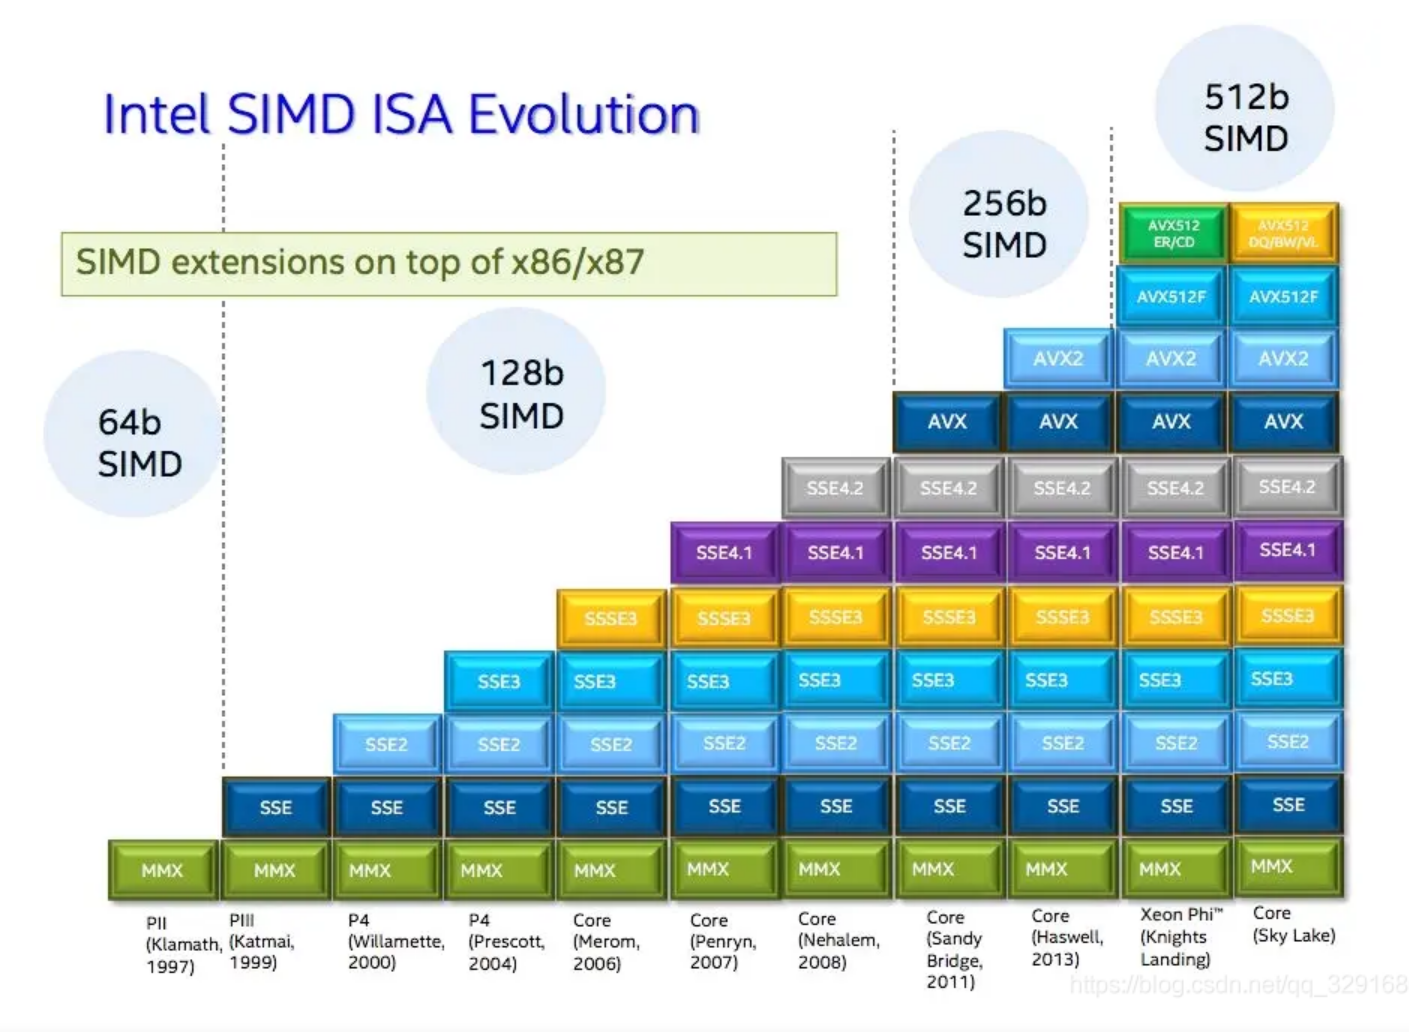 Intel SIMD ISA Evolution
512b
SIMD
256b
SIMD
SIMD extensions on top of x86/x87
128b
SIMD
64b
SIMD
AVX512
ER/CD
AVX512
DQ/BW/VL
AVX512F AVX512F
AVX2 AVX2 AVX2
AVX AVX AVX AVX
SSE4.2 SSE4.2 SSE4.2 SSE4.2 SSE4.2
SSE4.1 SSE4.1 SSE4.1 SSE4.1 SSE4.1 SSE4.1
SSSE3 SSSE3 SSSE3 SSSE3 SSSE3 SSSE3 SSSE3
SSE3 SSE3 SSE3 SSE3 SSE3 SSE3 SSE3 SSE3
SSE2 SSE2 SSE2 SSE2 SSE2 SSE2 SSE2 SSE2 SSE2
SSE SSE SSE SSE SSE SSE SSE SSE SSE SSE
MMX MMX MMX MMX MMX MMX MMX MMX MMX MMX MMX
PII
(Klamath,
1997)
PIII
(Katmai,
1999)
P4
(Willamette,
2000)
P4
(Prescott,
2004)
Core
(Merom,
2006)
Core
(Penryn,
2007)
Core
(Nehalem,
2008)
Core
(Sandy
Bridge,
2011)
Core
(Haswell,
2013)
Xeon Phi™
(Knights
Landing)
Core
(Sky Lake)
https://blog.csdn.net/qq_329168